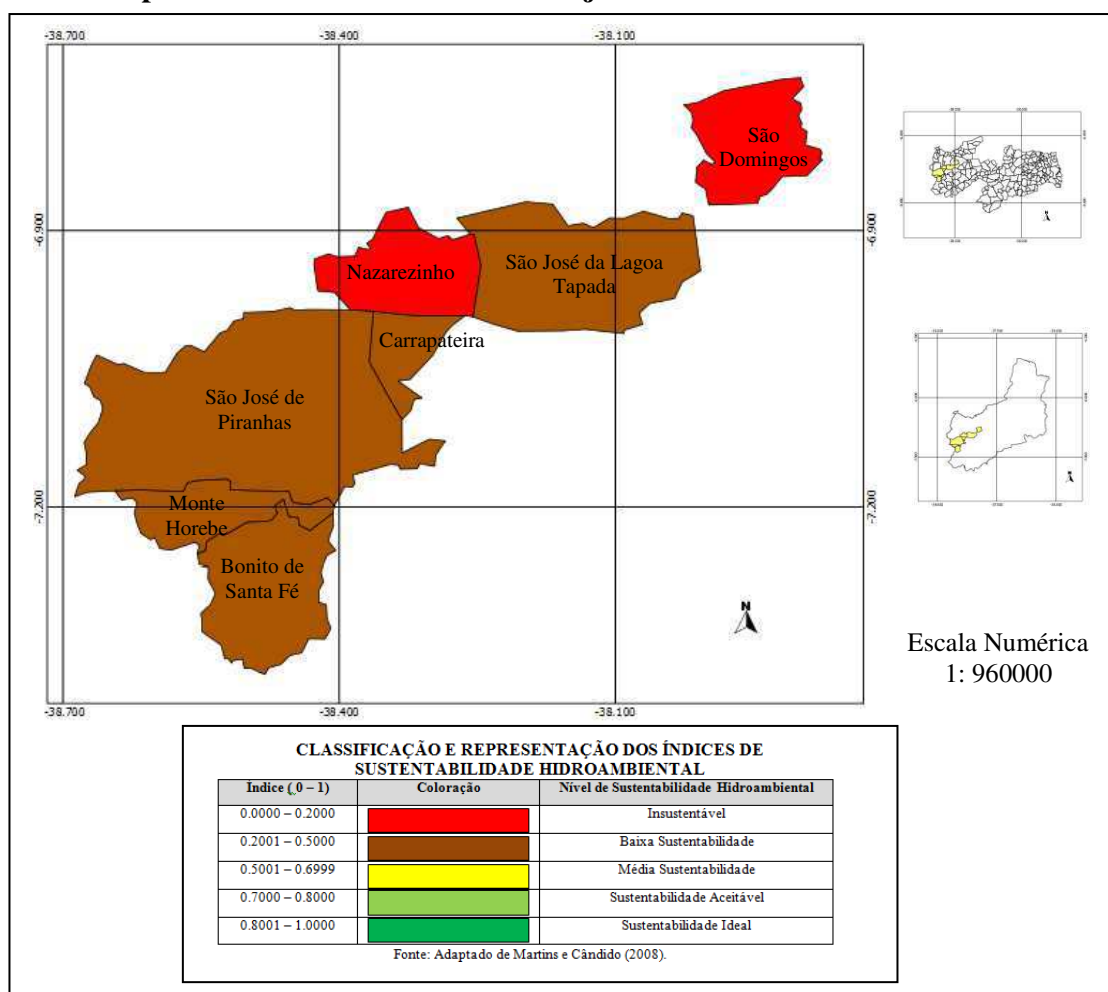 -38.700
-38.400
-38.100
São
Domingos
-6.900
-6.900
Nazarezinho
São José da Lagoa
Tapada
Carrapateira
São José de
Piranhas
-7.200
-7.200
Monte
Horebe
Bonito de
Santa Fé
N
Escala Numérica
1: 960000
-38.700
-38.400
-38.100
CLASSIFICAÇÃO E REPRESENTAÇÃO DOS ÍNDICES DE
SUSTENTABILIDADE HIDROAMBIENTAL
Índice ( 0 – 1) Coloração Nível de Sustentabilidade Hidroambiental
0.0000 – 0.2000 Insustentável
0.2001 – 0.5000 Baixa Sustentabilidade
0.5001 – 0.6999 Média Sustentabilidade
0.7000 – 0.8000 Sustentabilidade Aceitável
0.8001 – 1.0000 Sustentabilidade Ideal
Fonte: Adaptado de Martins e Cândido (2008).